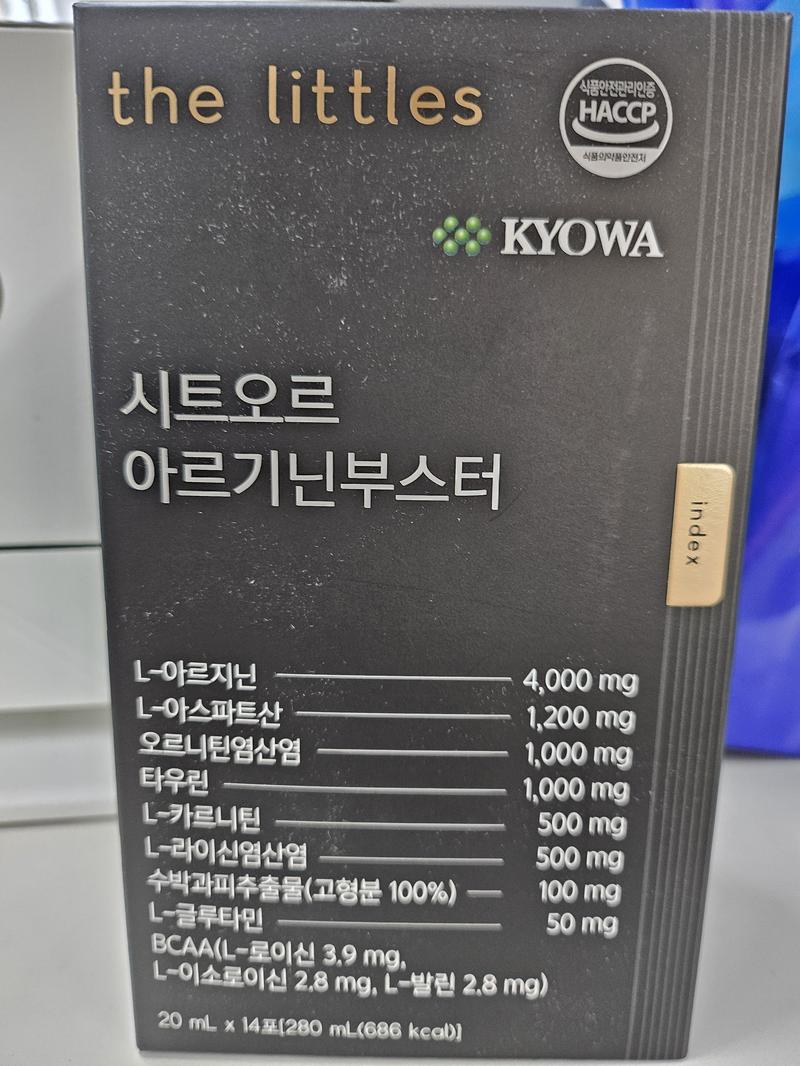 the littles
식품안전관리인증
HACCP
식품의약품안전처
KYOWA
시트오르
아르기닌부스터
index
L-아르지닌 4,000 mg
L-아스파트산 1,200 mg
오르니틴염산염 1,000 mg
타우린 1,000 mg
L-카르니틴 500 mg
L-라이신염산염 500 mg
수박과피추출물(고형분 100%) 100 mg
L-글루타민 50 mg
BCAA(L-로이신 3.9 mg,
L-이소로이신 2.8 mg, L-발린 2.8 mg)
20 mL x 14포[280 mL(686 kcal)]